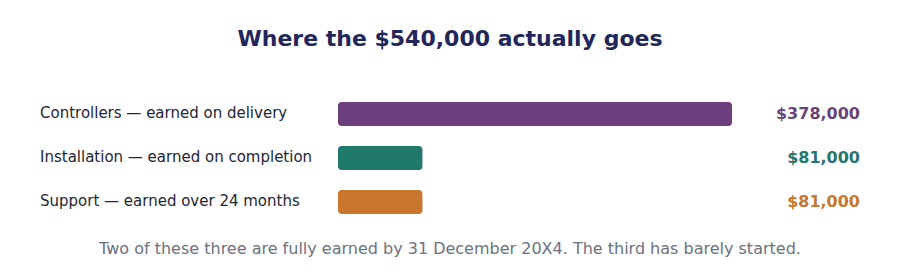 Where the $540,000 actually goes
Controllers — earned on delivery $378,000
Installation — earned on completion $81,000
Support — earned over 24 months $81,000
Two of these three are fully earned by 31 December 20X4. The third has barely started.